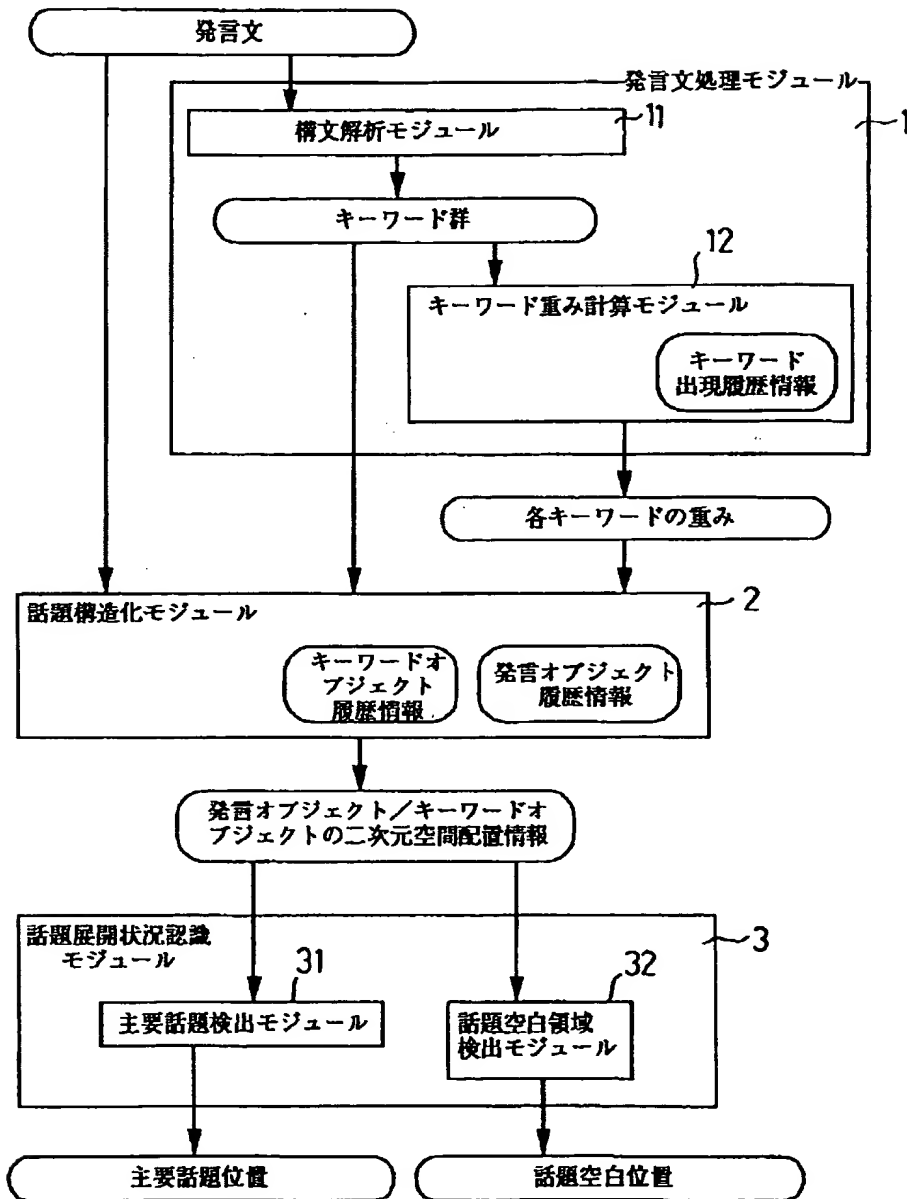 発言文
発言文処理モジュール
1
構文解析モジュール
11
キーワード群
12
キーワード重み計算モジュール
キーワード
出現履歴情報
各キーワードの重み
2
話題構造化モジュール
キーワードオ
ブジェクト
履歴情報
発言オブジェクト
履歴情報
発言オブジェクト/キーワードオ
ブジェクトの二次元空間配置情報
話題展開状況認識
モジュール
3
31
主要話題検出モジュール
32
話題空白領域
検出モジュール
主要話題位置
話題空白位置